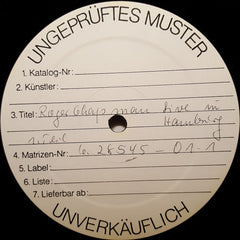 UNGEPRÜFTES MUSTER
1. Katalog-Nr:
2. Künstler:
3. Titel: Roger Chapman live in
Hamburg
4. Matrizen-Nr: 6.28545-01-1
5. Label:
6. Liste:
7. Lieferbar ab:
UNVERKÄUFLICH